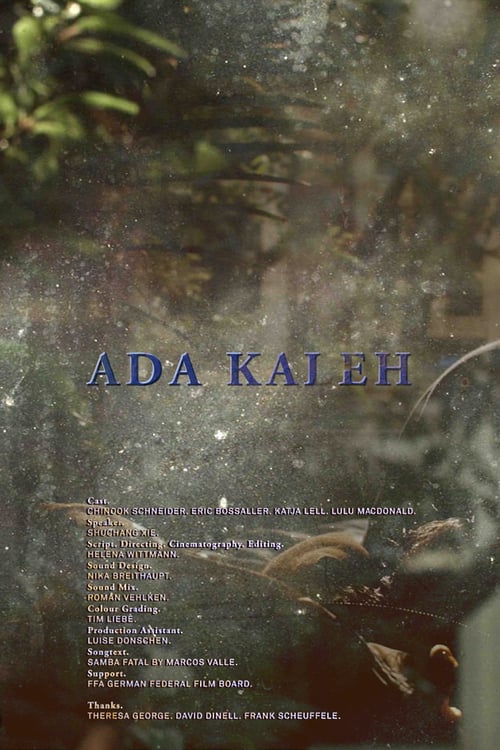 ADA KALEH
Cast.
CHINOOK SCHNEIDER. ERIC BOSSALLER. KATJA LELL. LULU MACDONALD.
Speaker.
SHUCHANG XIE.
Script. Directing. Cinematography. Editing.
HELENA WITTMANN.
Sound Design.
NIKA BREITHAUPT.
Sound Mix.
ROMAN VEHLKEN.
Colour Grading.
TIM LIEBE.
Production Assistant.
LUISE DONSCHEN.
Songtext.
SAMBA FATAL BY MARCOS VALLE.
Support.
FFA GERMAN FEDERAL FILM BOARD.
Thanks.
THERESA GEORGE. DAVID DINELL. FRANK SCHEUFFELE.